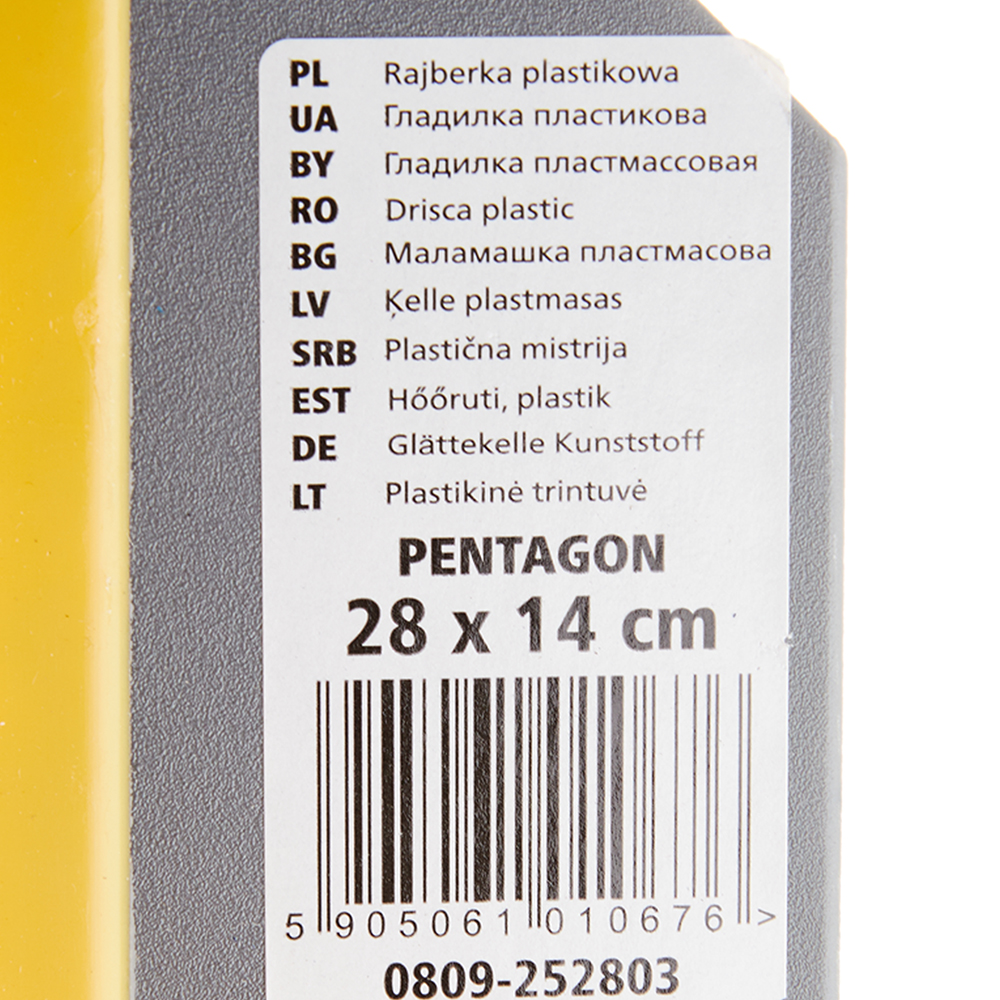 PL Rajberka plastikowa
UA Гладилка пластикова
BY Гладилка пластмассовая
RO Drisca plastic
BG Маламашка пластмасова
LV Ķelle plastmasas
SRB Plastična mistrija
EST Hőőruti, plastik
DE Glättekelle Kunststoff
LT Plastikinė trintuvė
PENTAGON
28 x 14 cm
5 905061 010676 >
0809-252803